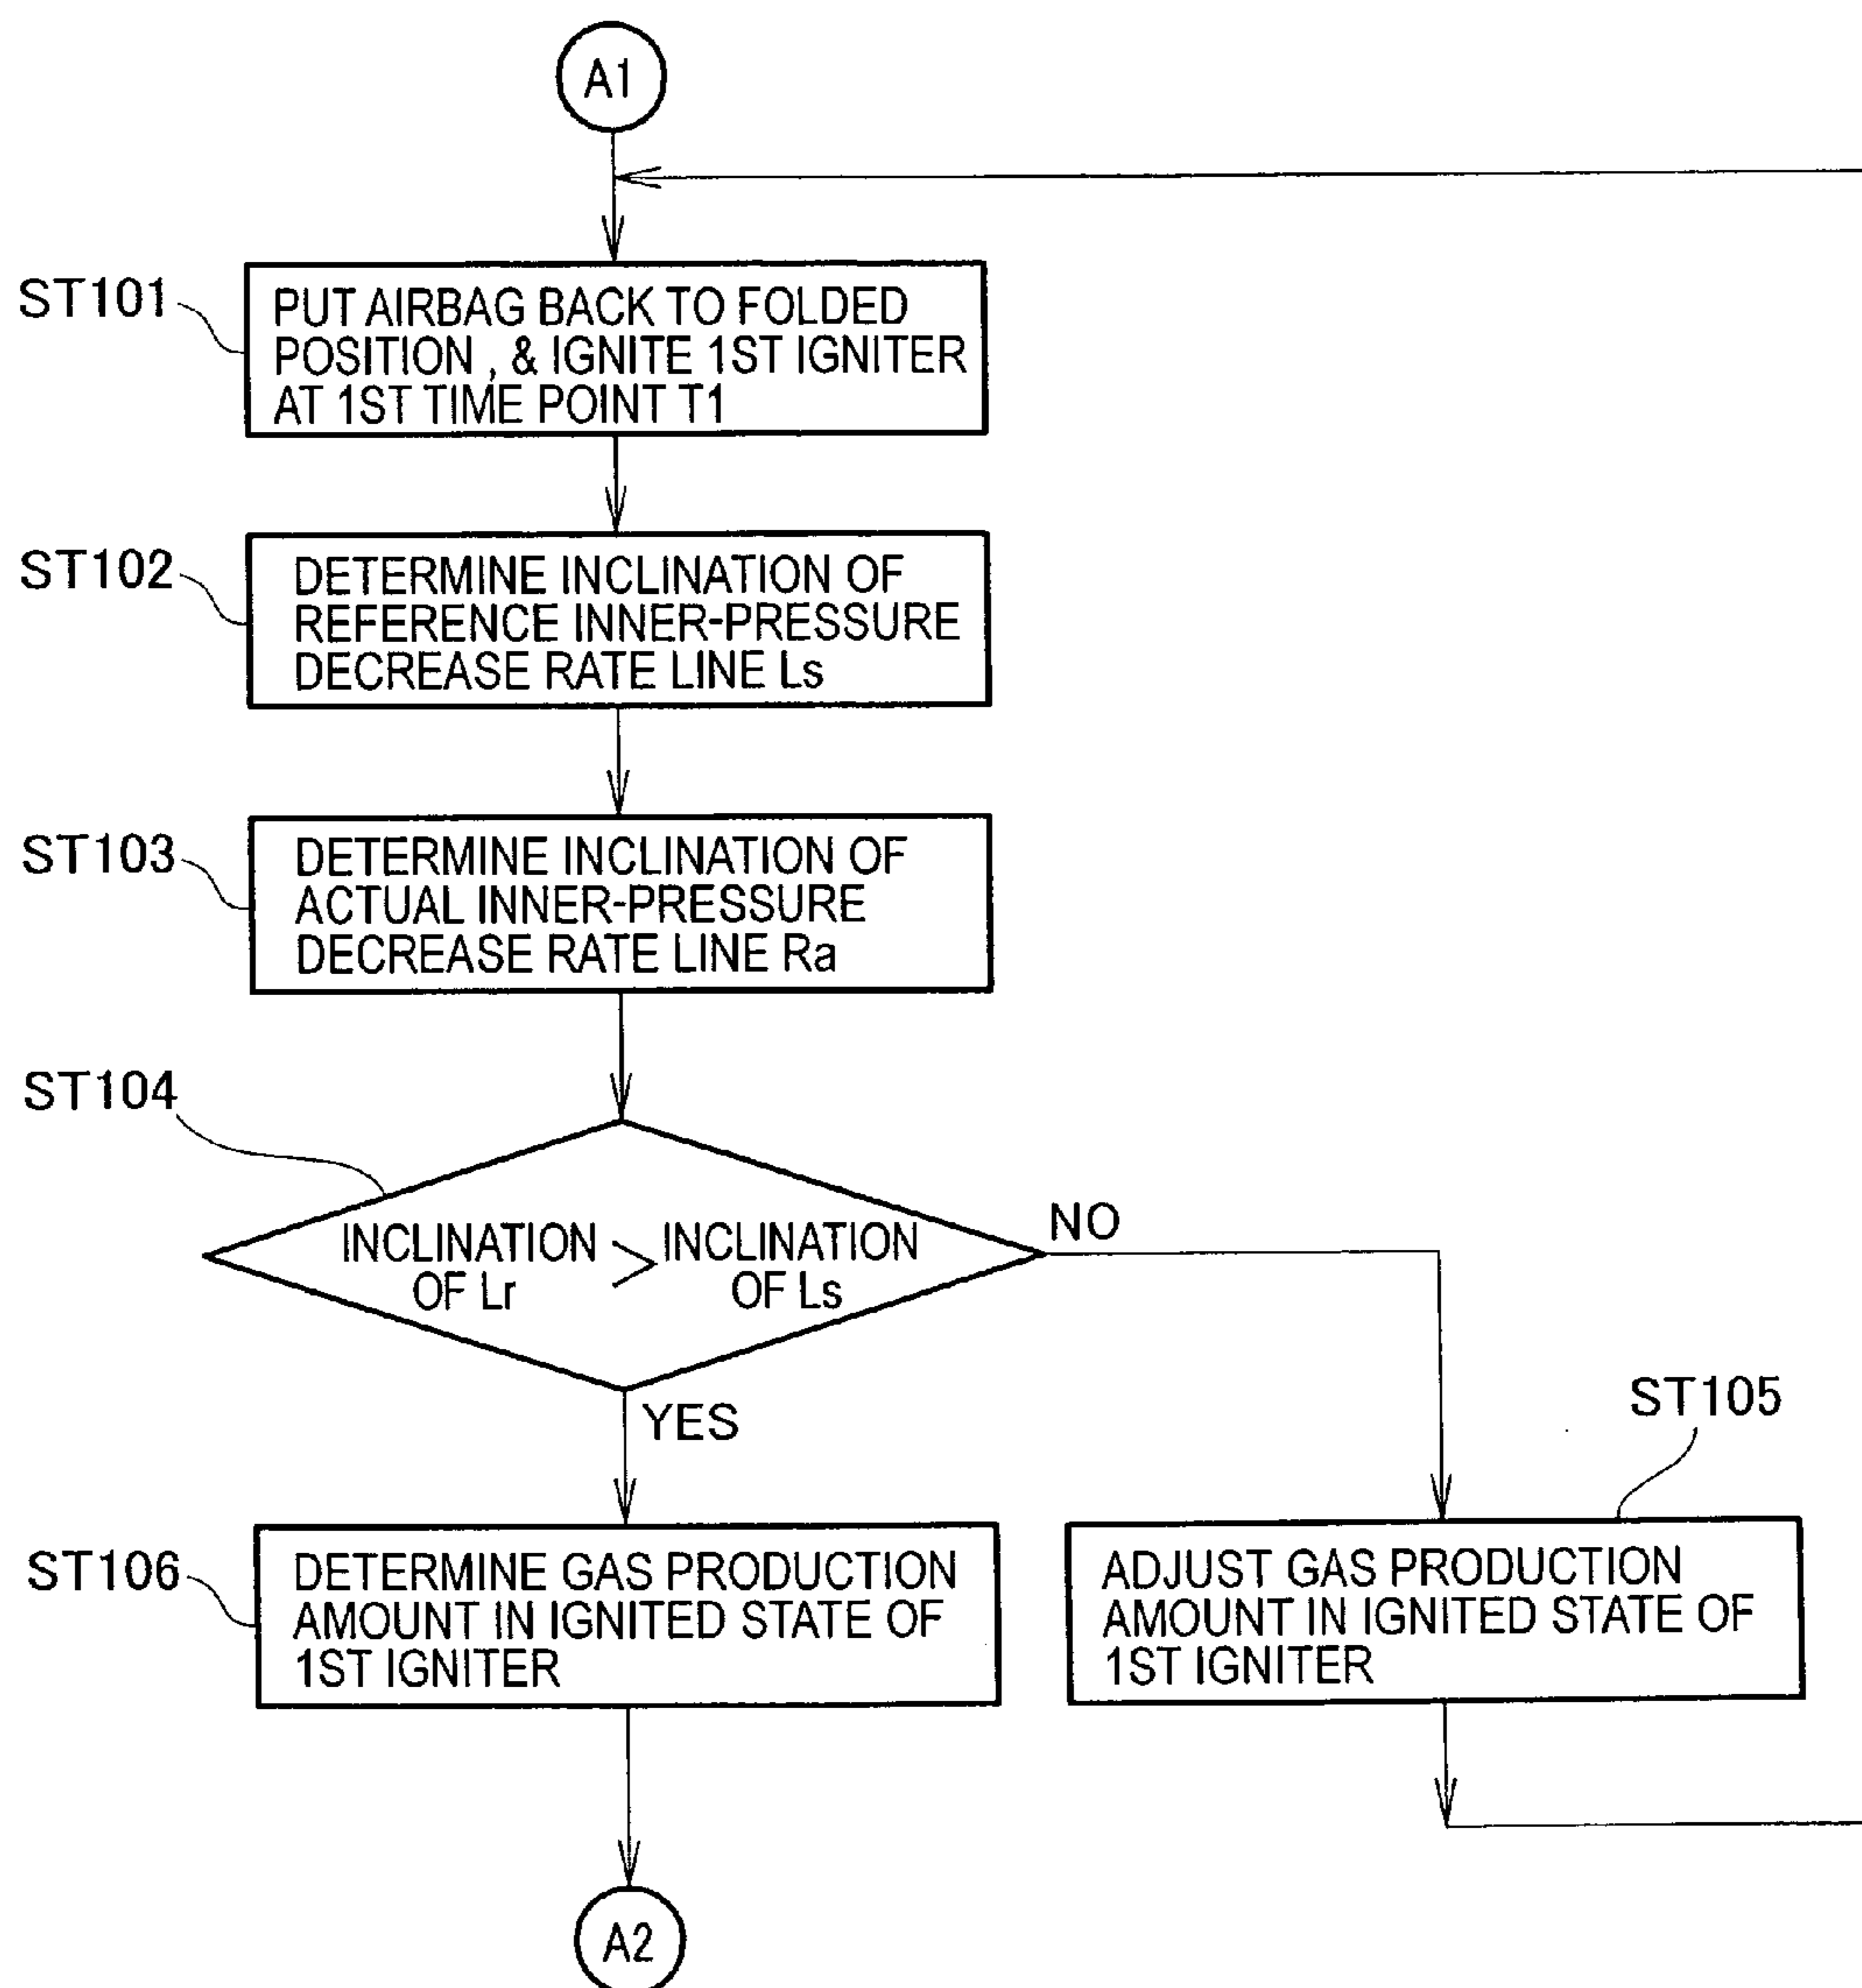 A1
ST101
PUT AIRBAG BACK TO FOLDED
POSITION , & IGNITE 1ST IGNITER
AT 1ST TIME POINT T1
ST102
DETERMINE INCLINATION OF
REFERENCE INNER-PRESSURE
DECREASE RATE LINE Ls
ST103
DETERMINE INCLINATION OF
ACTUAL INNER-PRESSURE
DECREASE RATE LINE Ra
ST104
INCLINATION > INCLINATION
OF Lr OF Ls
NO
YES
ST105
ST106
DETERMINE GAS PRODUCTION
AMOUNT IN IGNITED STATE OF
1ST IGNITER
ADJUST GAS PRODUCTION
AMOUNT IN IGNITED STATE OF
1ST IGNITER
A2